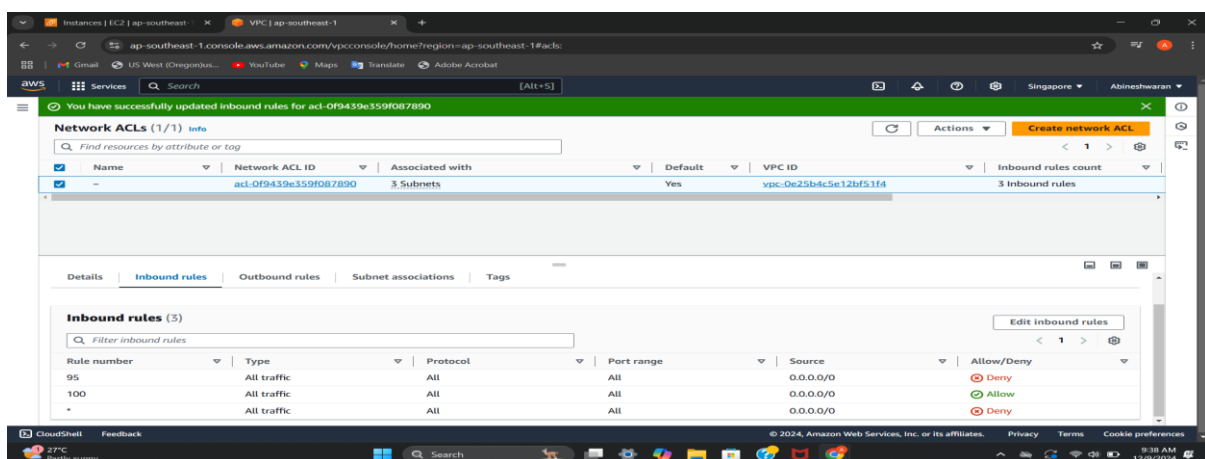 Instances | EC2 | ap-southeast-
VPC | ap-southeast-1
ap-southeast-1.console.aws.amazon.com/vpcconsole/home?region=ap-southeast-1#acls:
Gmail US West (Oregon)us... YouTube Maps Translate Adobe Acrobat
aws Services Search [Alt+S] Singapore Abineshwaran
You have successfully updated inbound rules for acl-0f9439e359f087890
Network ACLs (1/1) Info Actions Create network ACL
Find resources by attribute or tag 1
Name Network ACL ID Associated with Default VPC ID Inbound rules count
– acl-0f9439e359f087890 3 Subnets Yes vpc-0e25b4c5e12bf51f4 3 Inbound rules
Details Inbound rules Outbound rules Subnet associations Tags
Inbound rules (3) Edit inbound rules
Filter inbound rules 1
Rule number Type Protocol Port range Source Allow/Deny
95 All traffic All All 0.0.0.0/0 Deny
100 All traffic All All 0.0.0.0/0 Allow
* All traffic All All 0.0.0.0/0 Deny
CloudShell Feedback © 2024, Amazon Web Services, Inc. or its affiliates. Privacy Terms Cookie preferences
27°C Search 9:38 AM
Partly sunny 12/9/2024